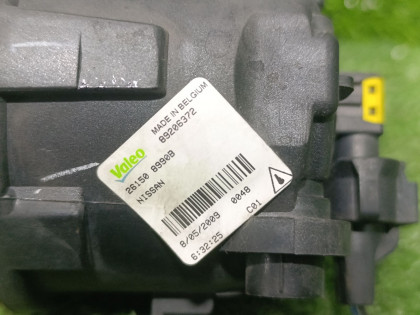 MADE IN BELGIUM
89206372
Valeo
26150 8990B
NISSAN
8/05/2009 0048
6:32:25 C01